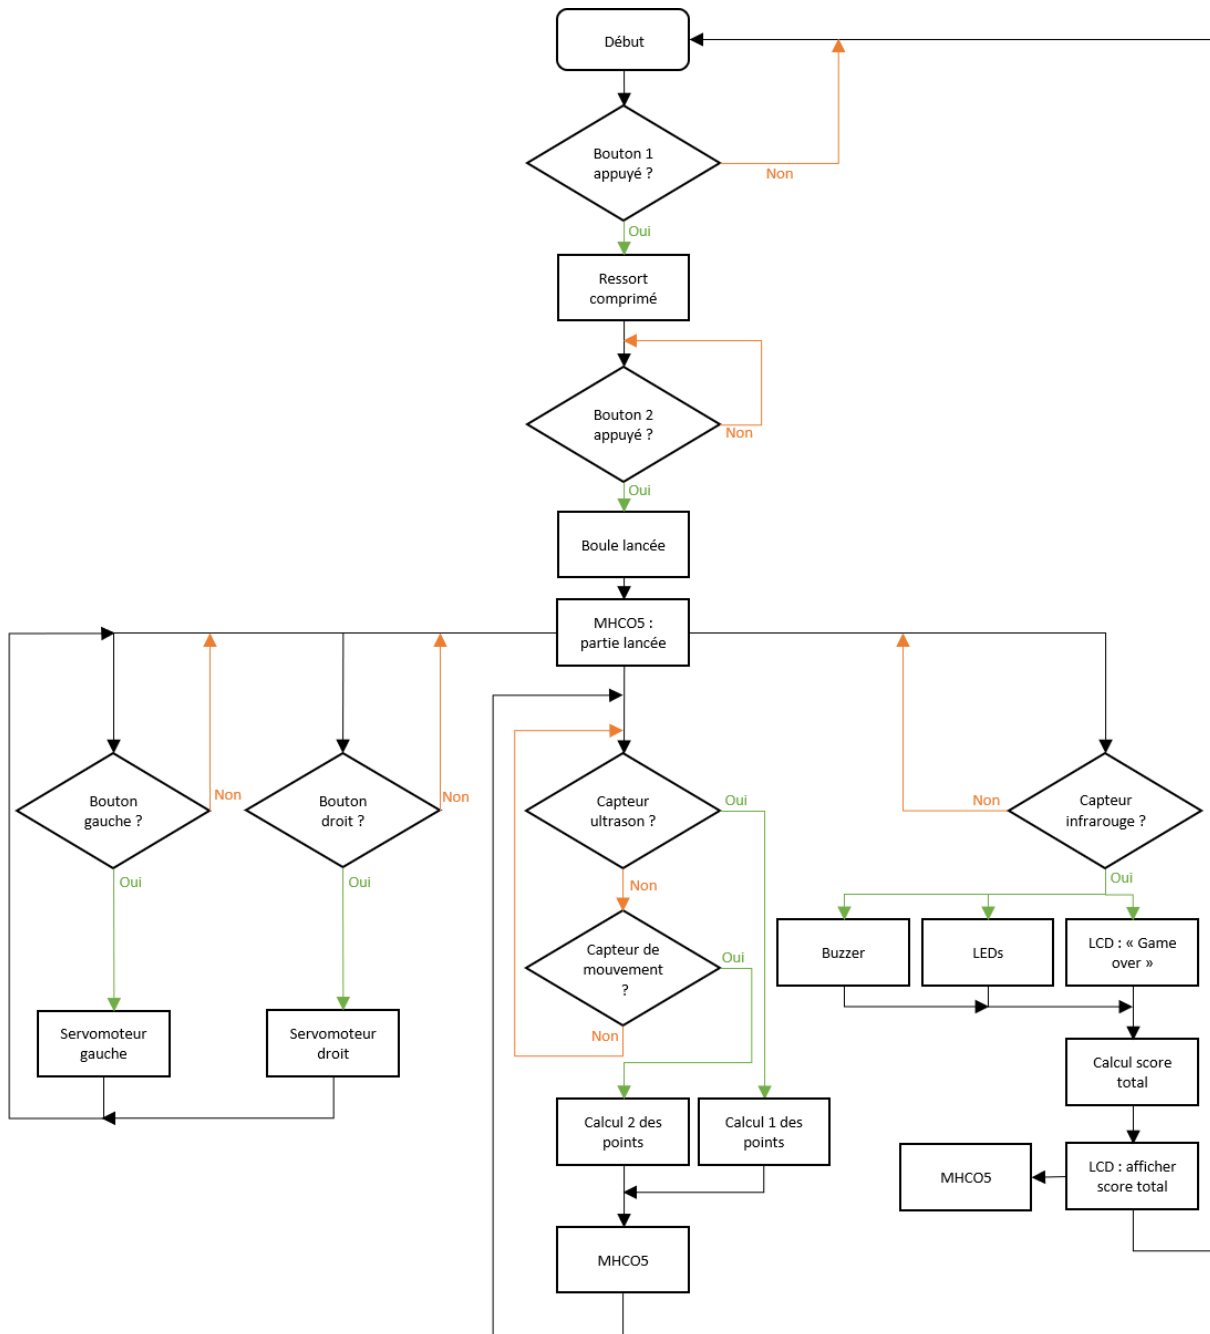 Début
Bouton 1
appuyé ?
Non
Oui
Ressort
comprimé
Bouton 2
appuyé ?
Non
Oui
Boule lancée
MHCO5 :
partie lancée
Bouton
gauche ?
Non
Oui
Bouton
droit ?
Non
Oui
Capteur
ultrason ?
Oui
Non
Capteur
infrarouge ?
Non
Oui
Capteur de
mouvement
?
Oui
Non
Buzzer
LEDs
LCD : « Game
over »
Servomoteur
gauche
Servomoteur
droit
Calcul score
total
Calcul 2 des
points
Calcul 1 des
points
MHCO5
LCD : afficher
score total
MHCO5